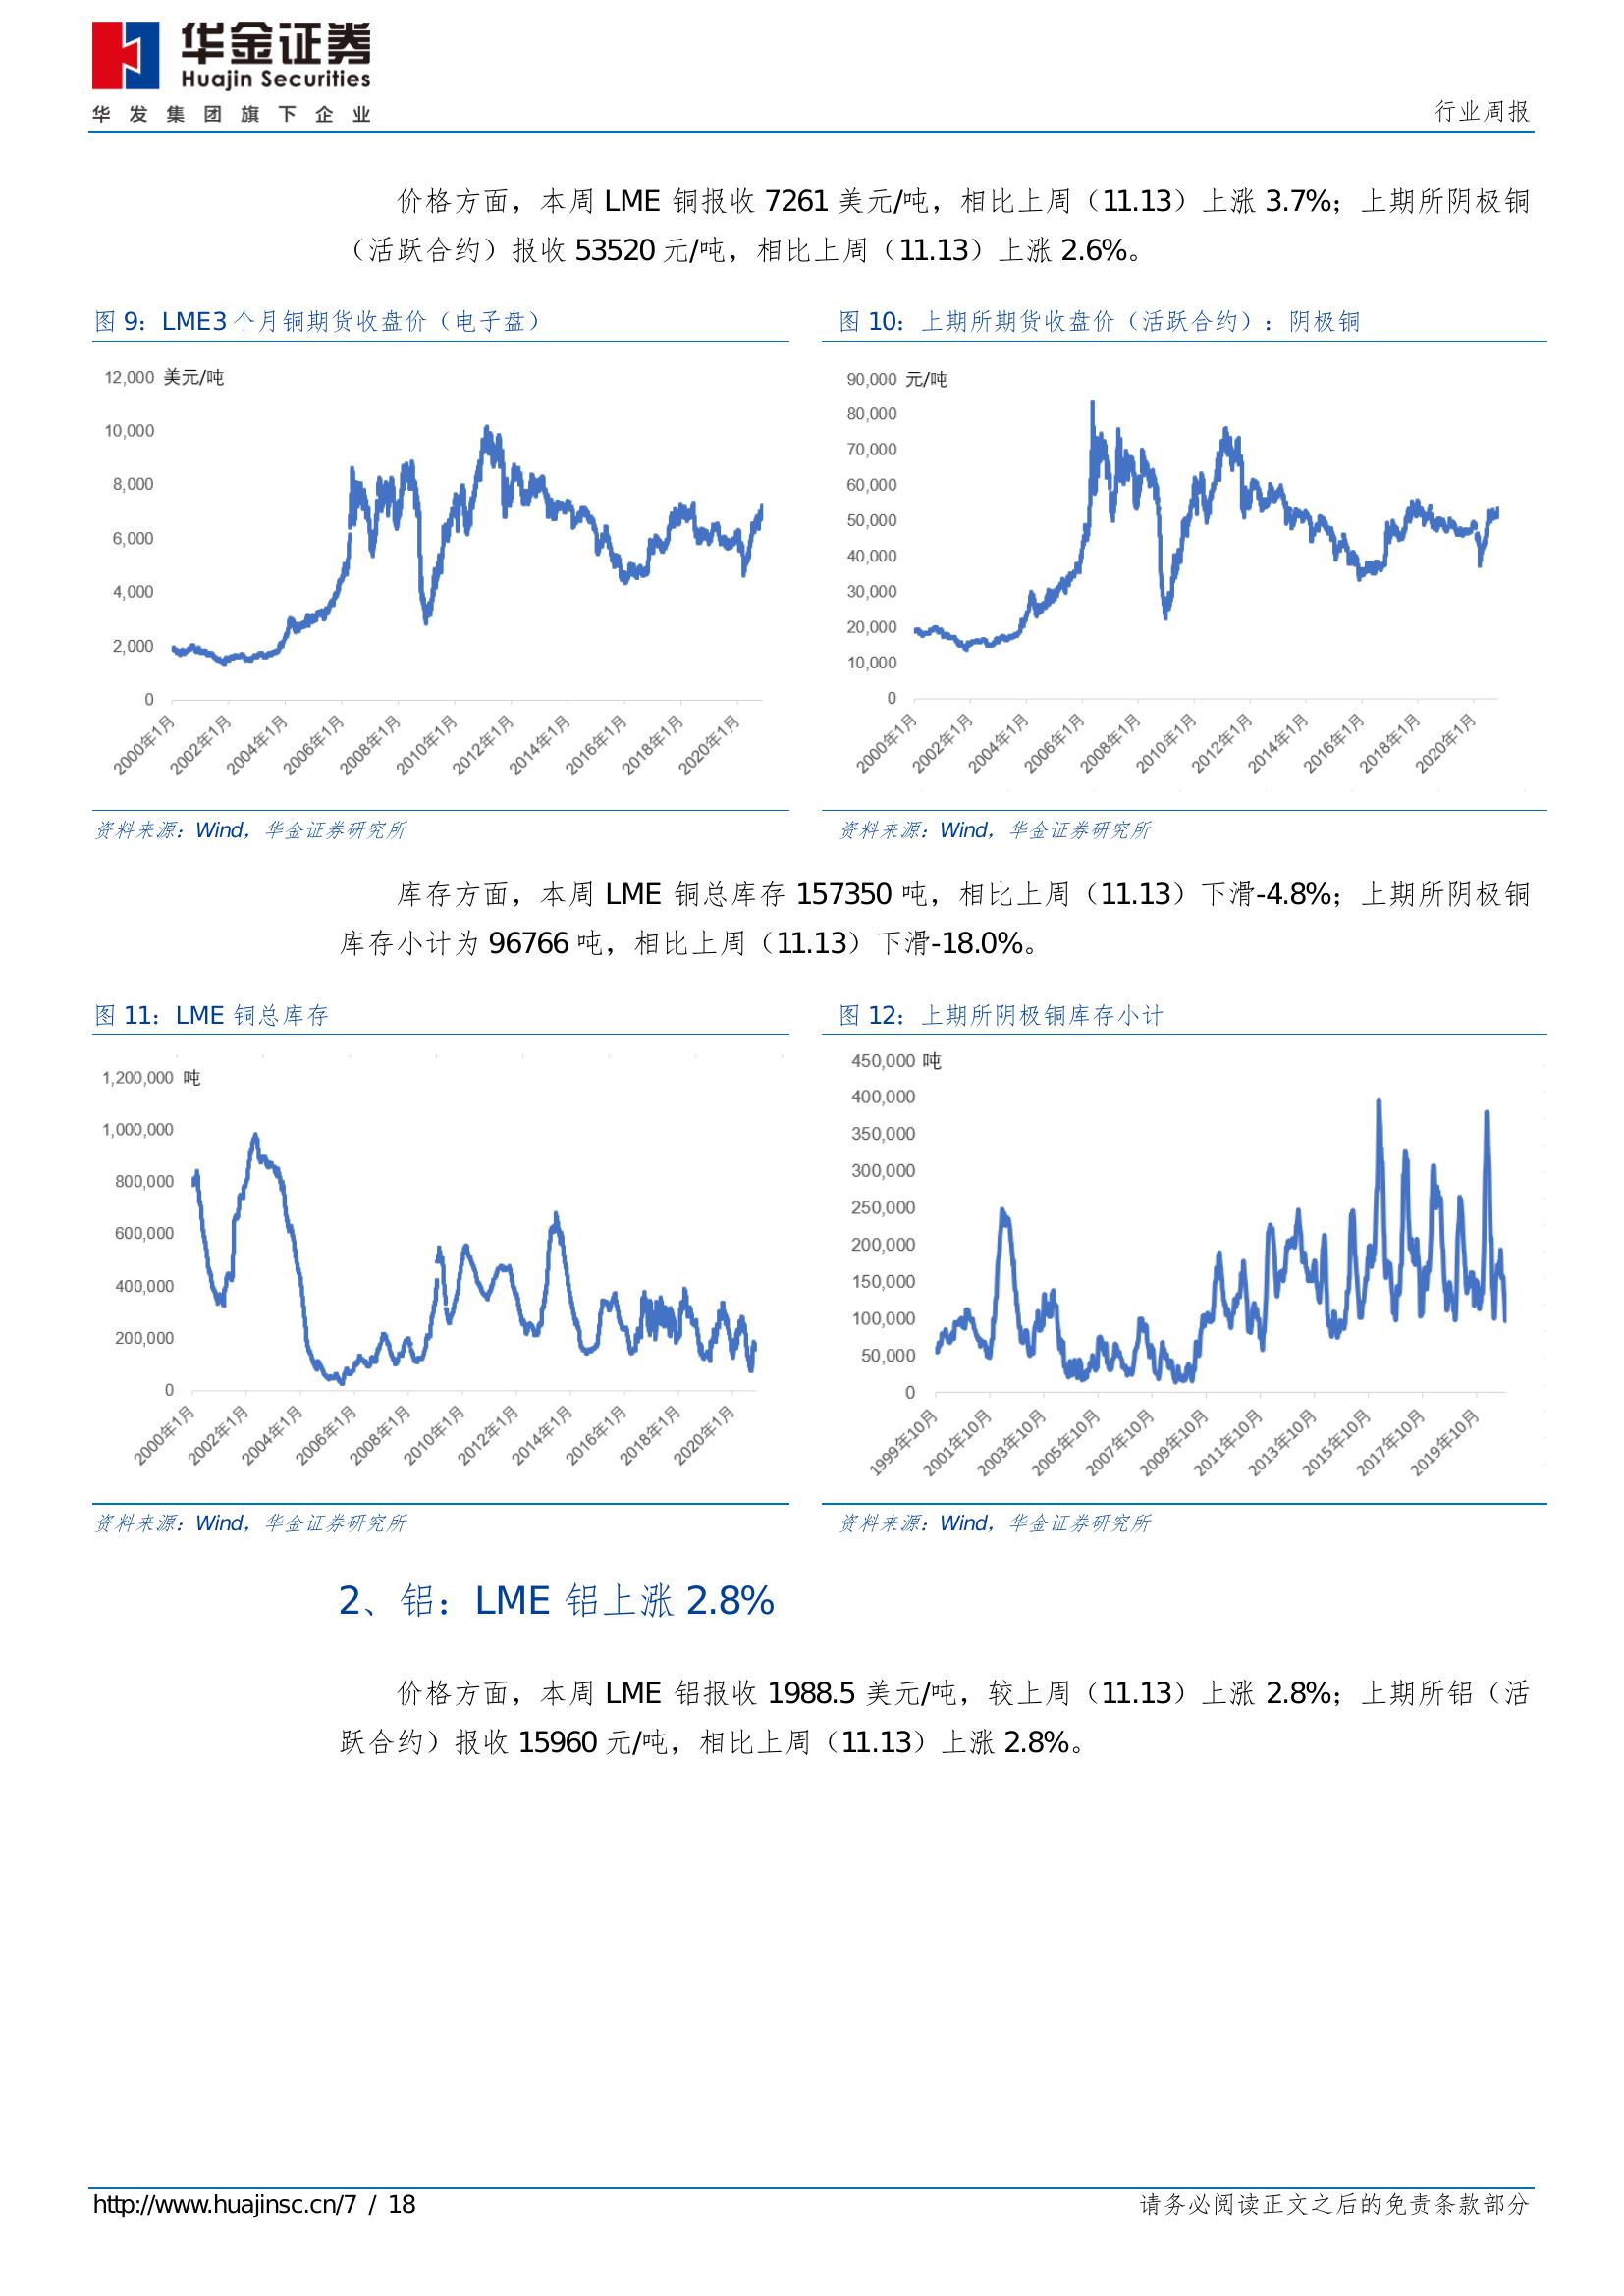 华金证券
Huajin Securities
华发集团旗下企业
行业周报
价格方面，本周 LME 铜报收 7261 美元/吨，相比上周（11.13）上涨 3.7%；上期所阴极铜
（活跃合约）报收 53520 元/吨，相比上周（11.13）上涨 2.6%。
图 9：LME3 个月铜期货收盘价（电子盘）
12,000 美元/吨
10,000
8,000
6,000
4,000
2,000
0
2000年1月
2002年1月
2004年1月
2006年1月
2008年1月
2010年1月
2012年1月
2014年1月
2016年1月
2018年1月
2020年1月
资料来源：Wind，华金证券研究所
图 10：上期所期货收盘价（活跃合约）：阴极铜
90,000 元/吨
80,000
70,000
60,000
50,000
40,000
30,000
20,000
10,000
0
2000年1月
2002年1月
2004年1月
2006年1月
2008年1月
2010年1月
2012年1月
2014年1月
2016年1月
2018年1月
2020年1月
资料来源：Wind，华金证券研究所
库存方面，本周 LME 铜总库存 157350 吨，相比上周（11.13）下滑-4.8%；上期所阴极铜
库存小计为 96766 吨，相比上周（11.13）下滑-18.0%。
图 11：LME 铜总库存
1,200,000 吨
1,000,000
800,000
600,000
400,000
200,000
0
2000年1月
2002年1月
2004年1月
2006年1月
2008年1月
2010年1月
2012年1月
2014年1月
2016年1月
2018年1月
2020年1月
资料来源：Wind，华金证券研究所
图 12：上期所阴极铜库存小计
450,000 吨
400,000
350,000
300,000
250,000
200,000
150,000
100,000
50,000
0
1999年10月
2001年10月
2003年10月
2005年10月
2007年10月
2009年10月
2011年10月
2013年10月
2015年10月
2017年10月
2019年10月
资料来源：Wind，华金证券研究所
2、铝：LME 铝上涨 2.8%
价格方面，本周 LME 铝报收 1988.5 美元/吨，较上周（11.13）上涨 2.8%；上期所铝（活
跃合约）报收 15960 元/吨，相比上周（11.13）上涨 2.8%。
http://www.huajinsc.cn/7 / 18
请务必阅读正文之后的免责条款部分